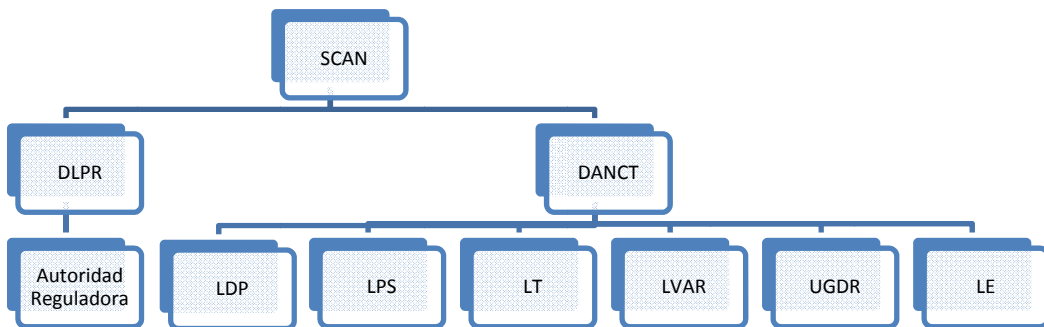 SCAN
DLPR
DANCT
Autoridad
Reguladora
LDP
LPS
LT
LVAR
UGDR
LE